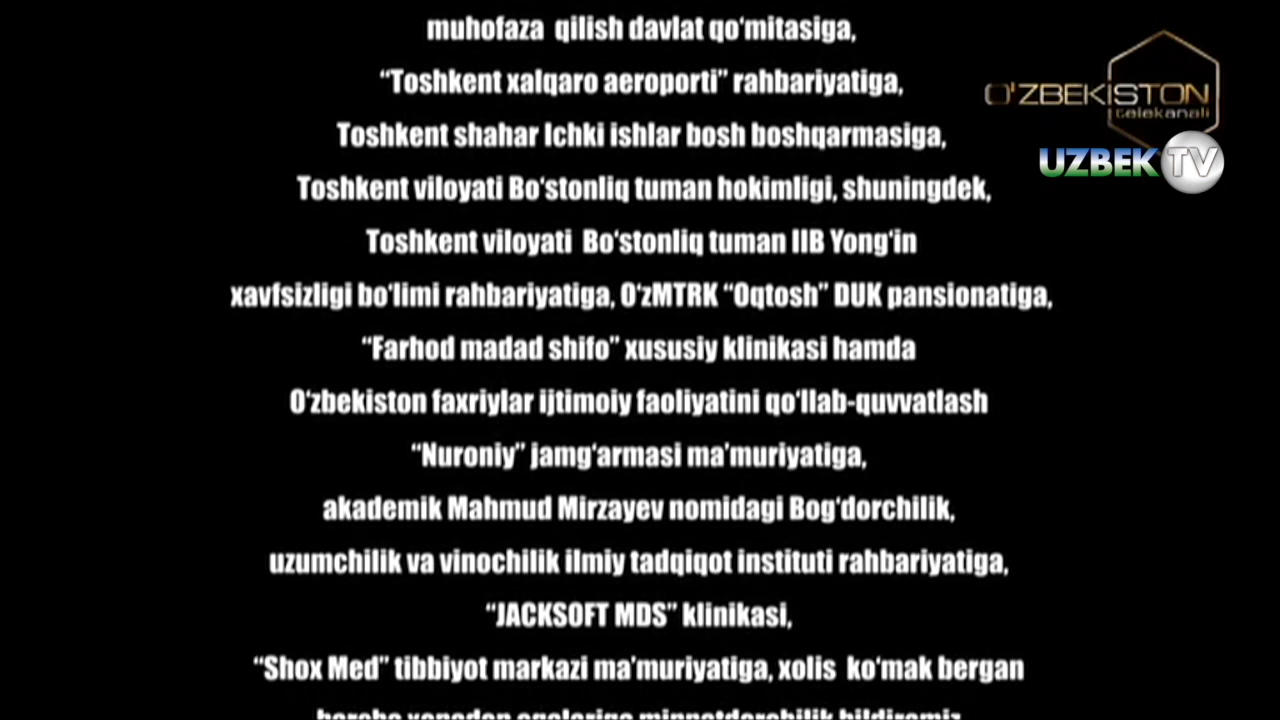 muhofaza qilish davlat qo‘mitasiga,
“Toshkent xalqaro aeroporti” rahbariyatiga,
Toshkent shahar Ichki ishlar bosh boshqarmasiga,
Toshkent viloyati Bo‘stonliq tuman hokimligi, shuningdek,
Toshkent viloyati Bo‘stonliq tuman IIB Yong‘in
xavfsizligi bo‘limi rahbariyatiga, O‘zMTRK “Oqtosh” DUK pansionatiga,
“Farhod madad shifo” xususiy klinikasi hamda
O‘zbekiston faxriylar ijtimoiy faoliyatini qo‘llab-quvvatlash
“Nuroniy” jamg‘armasi ma’muriyatiga,
akademik Mahmud Mirzayev nomidagi Bog‘dorchilik,
uzumchilik va vinochilik ilmiy tadqiqot instituti rahbariyatiga,
“JACKSOFT MDS” klinikasi,
“Shox Med” tibbiyot markazi ma’muriyatiga, xolis ko‘mak bergan
O'ZBEKISTON
telekanali
UZBEK TV